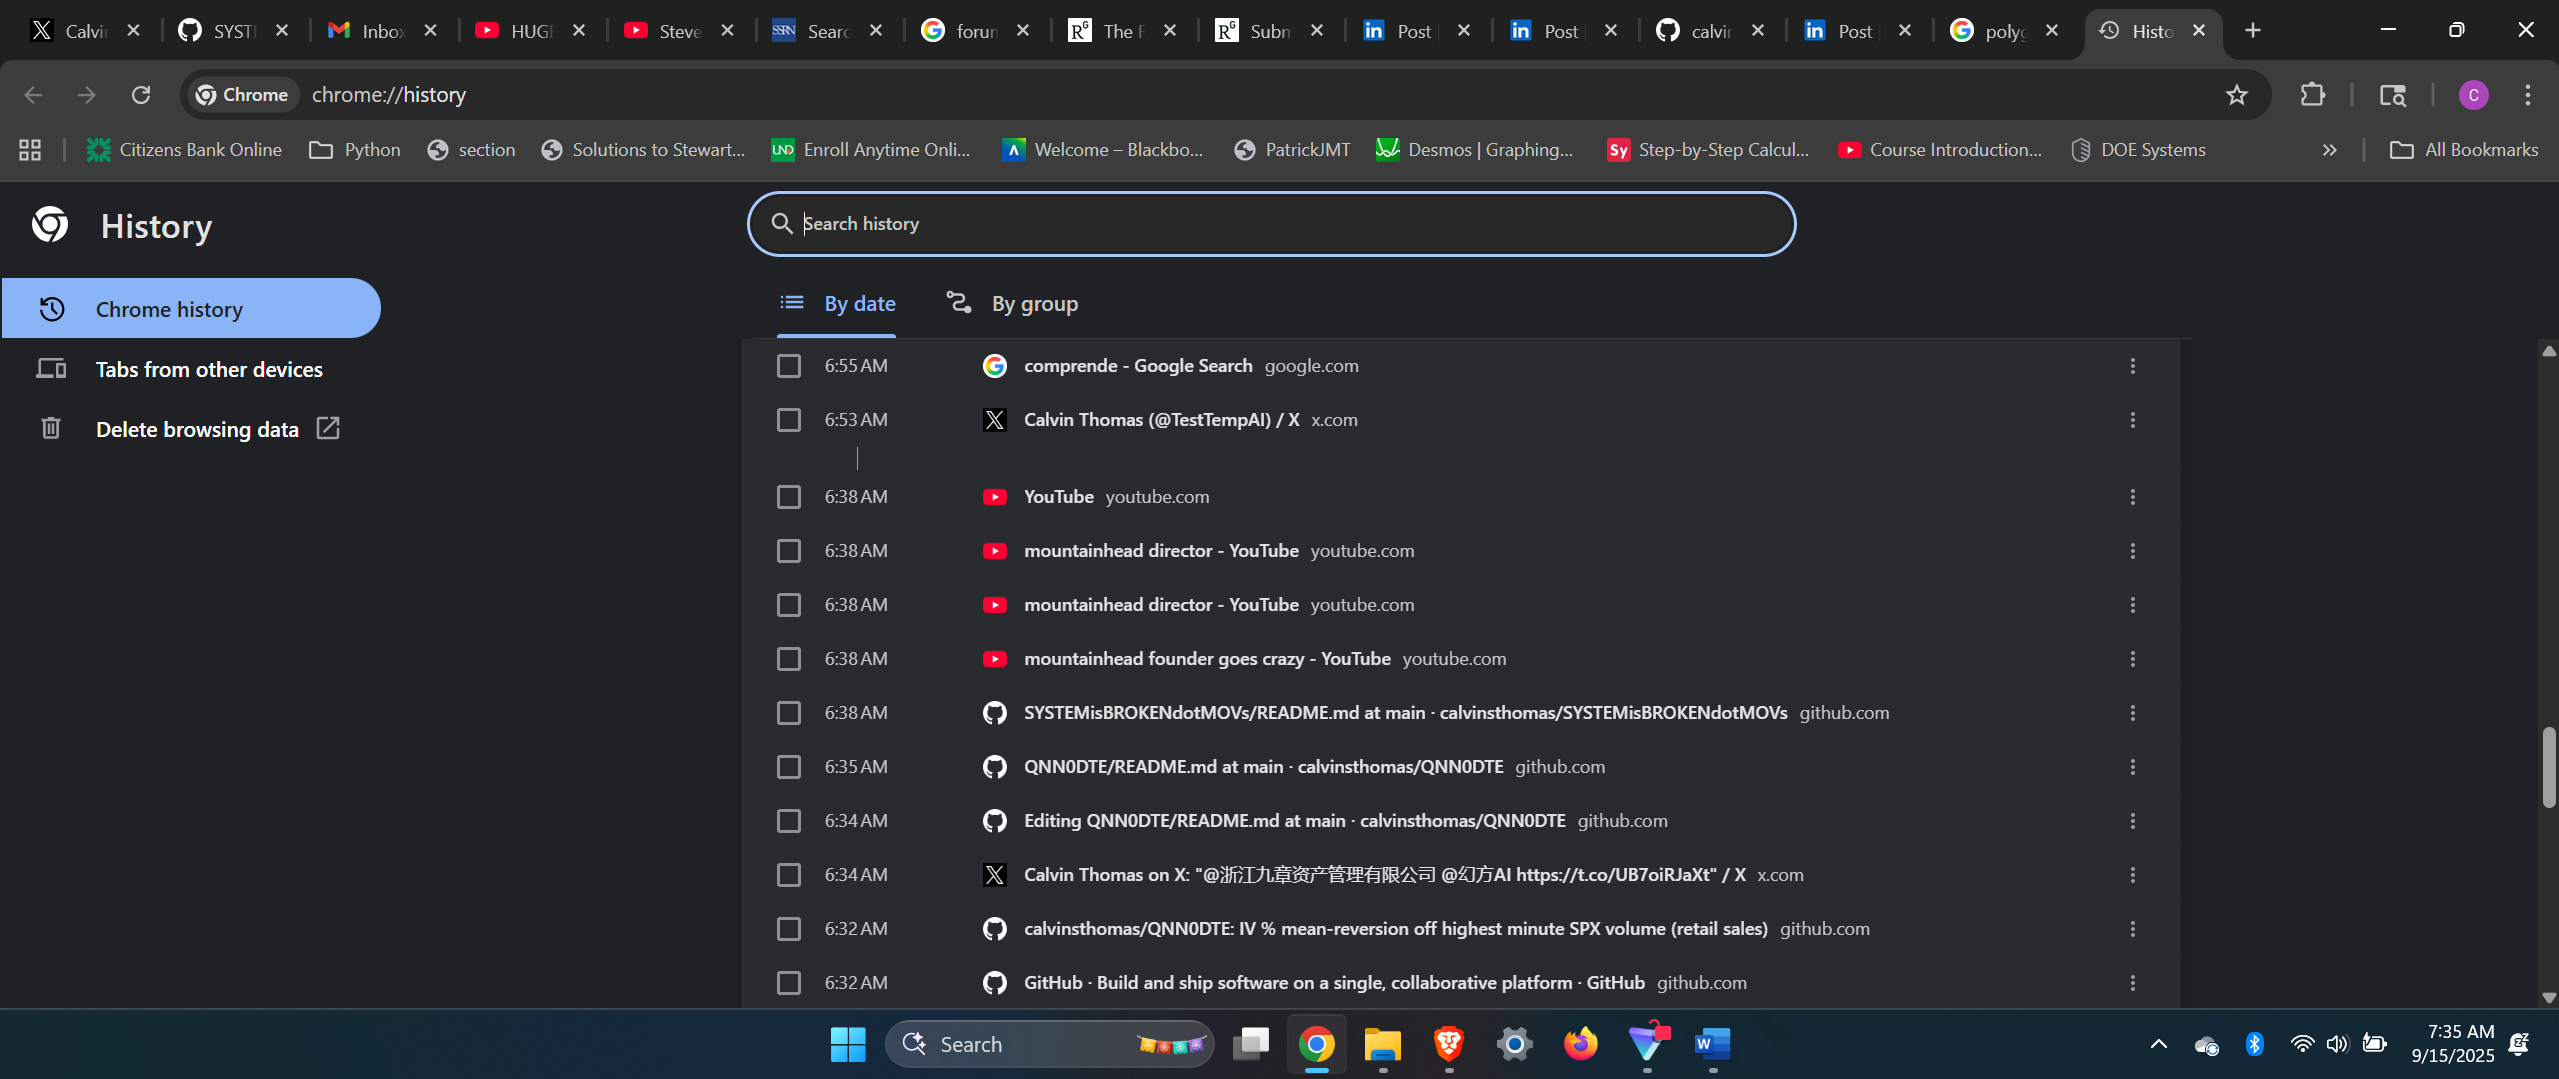 Calvi
SYSTE
Inbox
HUGE
Steve
Searc
forun
The R
Subm
Post
Post
calvin
Post
polyg
Histo
Chrome chrome://history
Citizens Bank Online Python section Solutions to Stewart... Enroll Anytime Onli... Welcome – Blackbo... PatrickJMT Desmos | Graphing... Step-by-Step Calcul... Course Introduction... DOE Systems » All Bookmarks
History
Search history
Chrome history
Tabs from other devices
Delete browsing data
By date By group
6:55 AM comprende - Google Search google.com
6:53 AM Calvin Thomas (@TestTempAI) / X x.com
6:38 AM YouTube youtube.com
6:38 AM mountainhead director - YouTube youtube.com
6:38 AM mountainhead director - YouTube youtube.com
6:38 AM mountainhead founder goes crazy - YouTube youtube.com
6:38 AM SYSTEMisBROKENdotMOVs/README.md at main · calvinsthomas/SYSTEMisBROKENdotMOVs github.com
6:35 AM QNN0DTE/README.md at main · calvinsthomas/QNN0DTE github.com
6:34 AM Editing QNN0DTE/README.md at main · calvinsthomas/QNN0DTE github.com
6:34 AM Calvin Thomas on X: "@浙江九章资产管理有限公司 @幻方AI https://t.co/UB7oiRJaXt" / X x.com
6:32 AM calvinsthomas/QNN0DTE: IV % mean-reversion off highest minute SPX volume (retail sales) github.com
6:32 AM GitHub · Build and ship software on a single, collaborative platform · GitHub github.com
Search
7:35 AM
9/15/2025